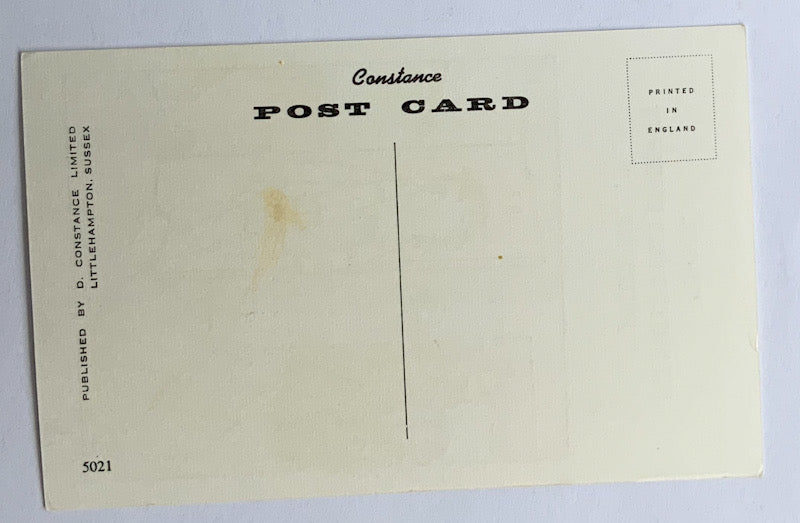 Constance
POST CARD
PRINTED
IN
ENGLAND
PUBLISHED BY D. CONSTANCE LIMITED
LITTLEHAMPTON, SUSSEX
5021